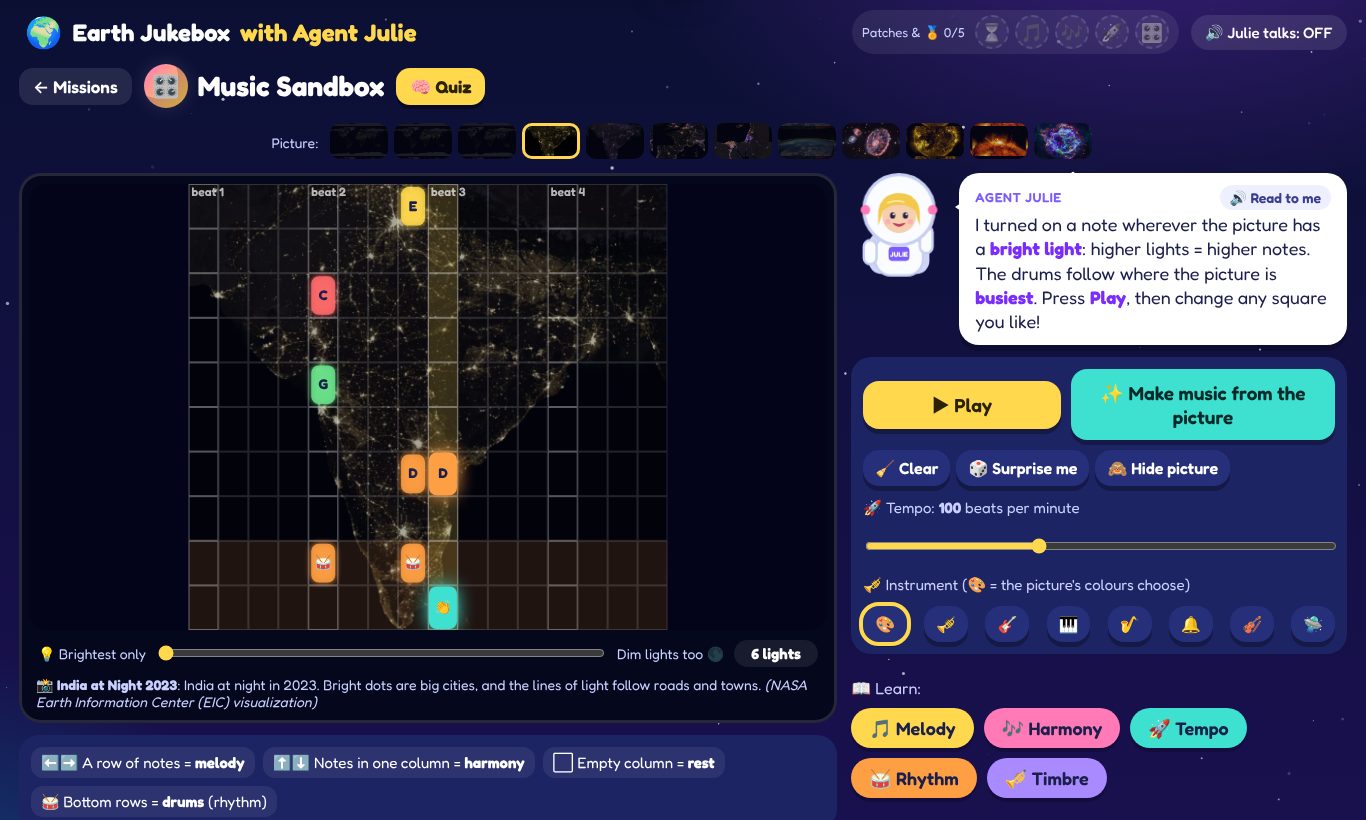 Earth Jukebox with Agent Julie
Patches & 🏅 0/5
🔊 Julie talks: OFF
← Missions
Music Sandbox
🧠 Quiz
Picture:
beat 1
beat 2
beat 3
beat 4
E
C
G
D
D
💡 Brightest only
Dim lights too 🌑
6 lights
📸 India at Night 2023: India at night in 2023. Bright dots are big cities, and the lines of light follow roads and towns. (NASA
Earth Information Center (EIC) visualization)
⬅️➡️ A row of notes = melody
⬆️⬇️ Notes in one column = harmony
Empty column = rest
🥁 Bottom rows = drums (rhythm)
JULIE
AGENT JULIE
🔊 Read to me
I turned on a note wherever the picture has
a bright light: higher lights = higher notes.
The drums follow where the picture is
busiest. Press Play, then change any square
you like!
▶ Play
✨ Make music from the
picture
🧹 Clear
🎲 Surprise me
🙈 Hide picture
🚀 Tempo: 100 beats per minute
🎺 Instrument (🎨 = the picture's colours choose)
📖 Learn:
🎵 Melody
🎶 Harmony
🚀 Tempo
🥁 Rhythm
🎺 Timbre